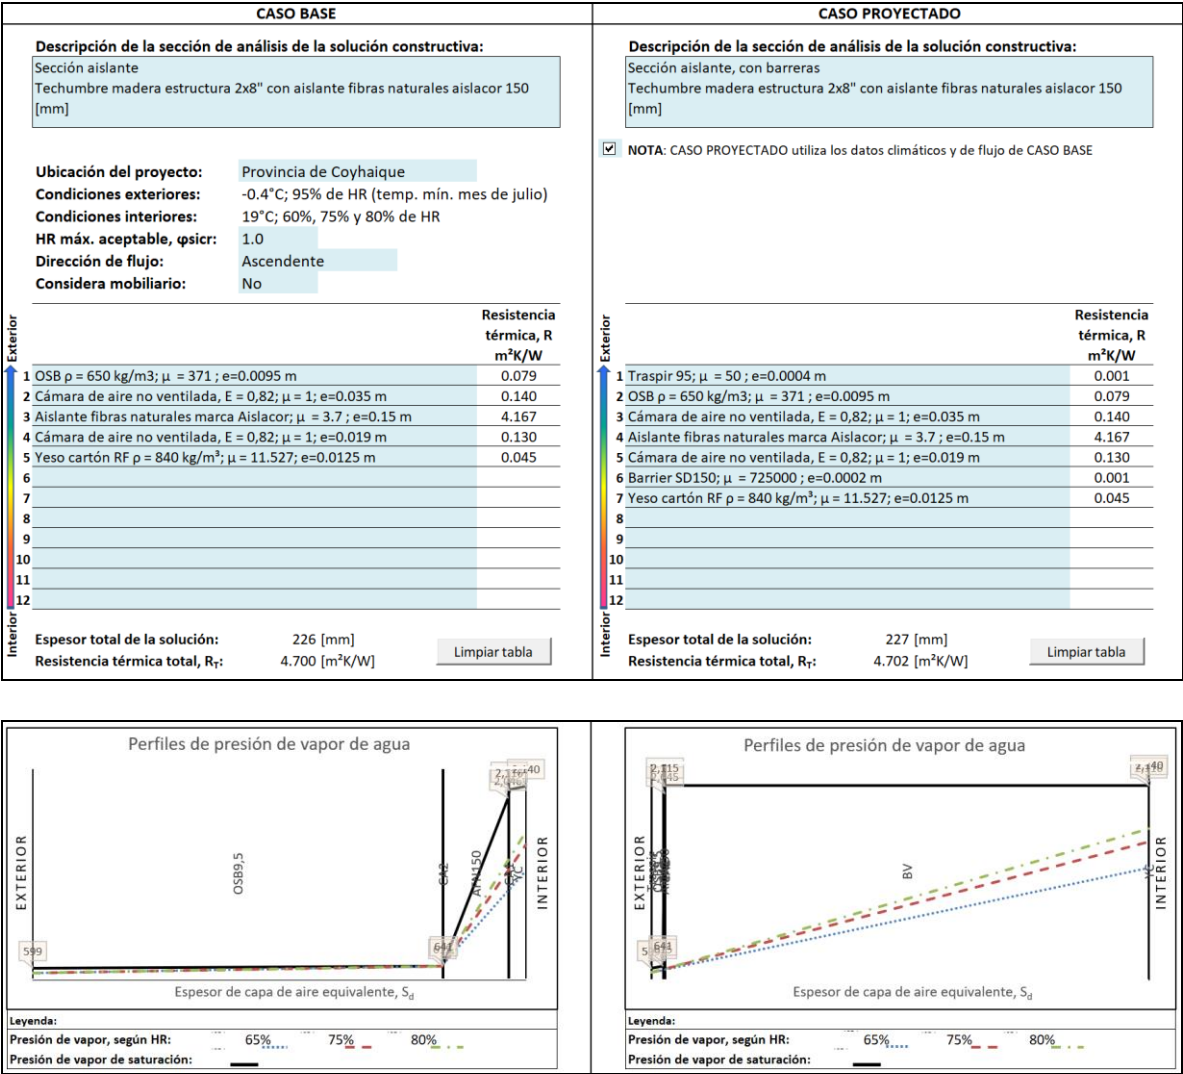 CASO BASE
Descripción de la sección de análisis de la solución constructiva:
Sección aislante
Techumbre madera estructura 2x8" con aislante fibras naturales aislacor 150
[mm]
Ubicación del proyecto: Provincia de Coyhaique
Condiciones exteriores: -0.4°C; 95% de HR (temp. mín. mes de julio)
Condiciones interiores: 19°C; 60%, 75% y 80% de HR
HR máx. aceptable, φsicr: 1.0
Dirección de flujo: Ascendente
Considera mobiliario: No
Resistencia
térmica, R
m²K/W
Exterior
1 OSB ρ = 650 kg/m3; μ = 371 ; e=0.0095 m 0.079
2 Cámara de aire no ventilada, E = 0,82; μ = 1; e=0.035 m 0.140
3 Aislante fibras naturales marca Aislacor; μ = 3.7 ; e=0.15 m 4.167
4 Cámara de aire no ventilada, E = 0,82; μ = 1; e=0.019 m 0.130
5 Yeso cartón RF ρ = 840 kg/m³; μ = 11.527; e=0.0125 m 0.045
6
7
8
9
10
11
12
Interior
Espesor total de la solución: 226 [mm]
Resistencia térmica total, RT: 4.700 [m²K/W]
Limpiar tabla
CASO PROYECTADO
Descripción de la sección de análisis de la solución constructiva:
Sección aislante, con barreras
Techumbre madera estructura 2x8" con aislante fibras naturales aislacor 150
[mm]
NOTA: CASO PROYECTADO utiliza los datos climáticos y de flujo de CASO BASE
Resistencia
térmica, R
m²K/W
Exterior
1 Traspir 95; μ = 50 ; e=0.0004 m 0.001
2 OSB ρ = 650 kg/m3; μ = 371 ; e=0.0095 m 0.079
3 Cámara de aire no ventilada, E = 0,82; μ = 1; e=0.035 m 0.140
4 Aislante fibras naturales marca Aislacor; μ = 3.7 ; e=0.15 m 4.167
5 Cámara de aire no ventilada, E = 0,82; μ = 1; e=0.019 m 0.130
6 Barrier SD150; μ = 725000 ; e=0.0002 m 0.001
7 Yeso cartón RF ρ = 840 kg/m³; μ = 11.527; e=0.0125 m 0.045
8
9
10
11
12
Interior
Espesor total de la solución: 227 [mm]
Resistencia térmica total, RT: 4.702 [m²K/W]
Limpiar tabla
Perfiles de presión de vapor de agua
EXTERIOR
599
OSB9,5
641
INTERIOR
Espesor de capa de aire equivalente, Sd
Leyenda:
Presión de vapor, según HR: 65% 75% 80%
Presión de vapor de saturación:
Perfiles de presión de vapor de agua
EXTERIOR
641
BV
INTERIOR
Espesor de capa de aire equivalente, Sd
Leyenda:
Presión de vapor, según HR: 65% 75% 80%
Presión de vapor de saturación: